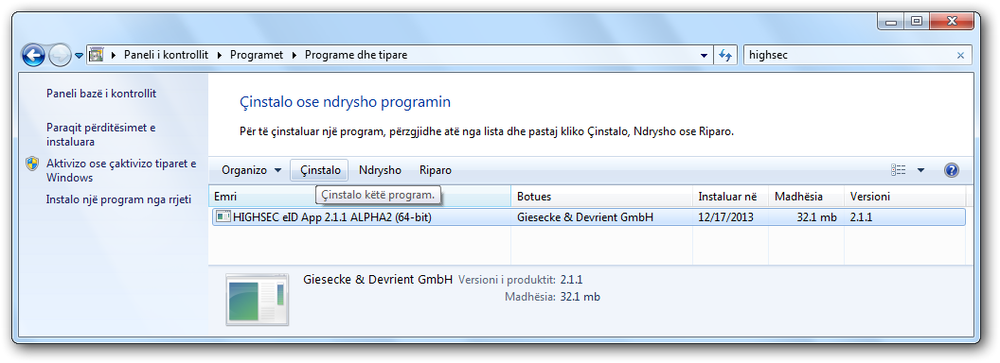 Paneli i kontrollit Programet Programe dhe tipare highsec
Paneli bazë i kontrollit
Paraqit përditësimet e
instaluara
Aktivizo ose çaktivizo tiparet e
Windows
Instalo një program nga rrjeti
Çinstalo ose ndrysho programin
Për të çinstaluar një program, përzgjidhe atë nga lista dhe pastaj kliko Çinstalo, Ndrysho ose Riparo.
Organizo Çinstalo Ndrysho Riparo
Çinstalo këtë program.
Emri Botues Instaluar në Madhësia Versioni
HIGHSEC eID App 2.1.1 ALPHA2 (64-bit) Giesecke & Devrient GmbH 12/17/2013 32.1 mb 2.1.1
Giesecke & Devrient GmbH Versioni i produktit: 2.1.1
Madhësia: 32.1 mb